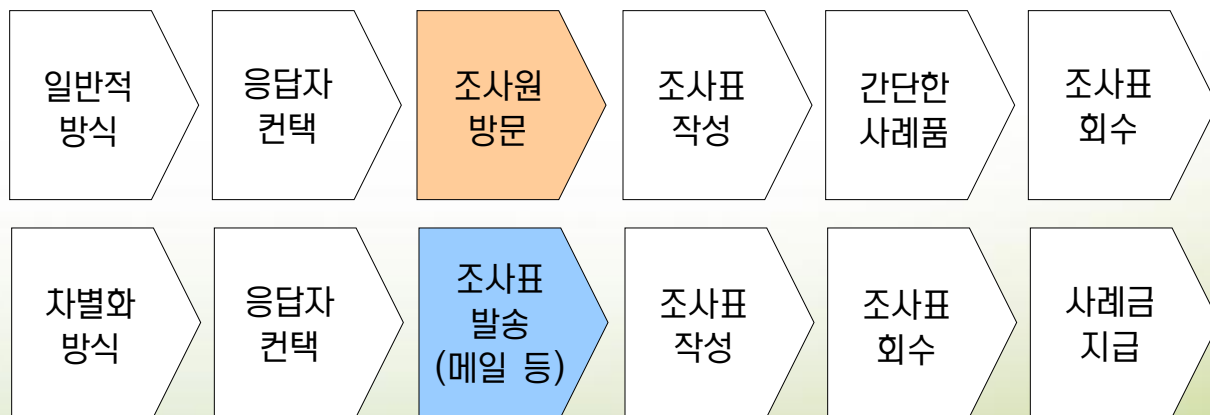 일반적
방식
응답자
컨택
조사원
방문
조사표
작성
간단한
사례품
조사표
회수
차별화
방식
응답자
컨택
조사표
발송
(메일 등)
조사표
작성
조사표
회수
사례금
지급